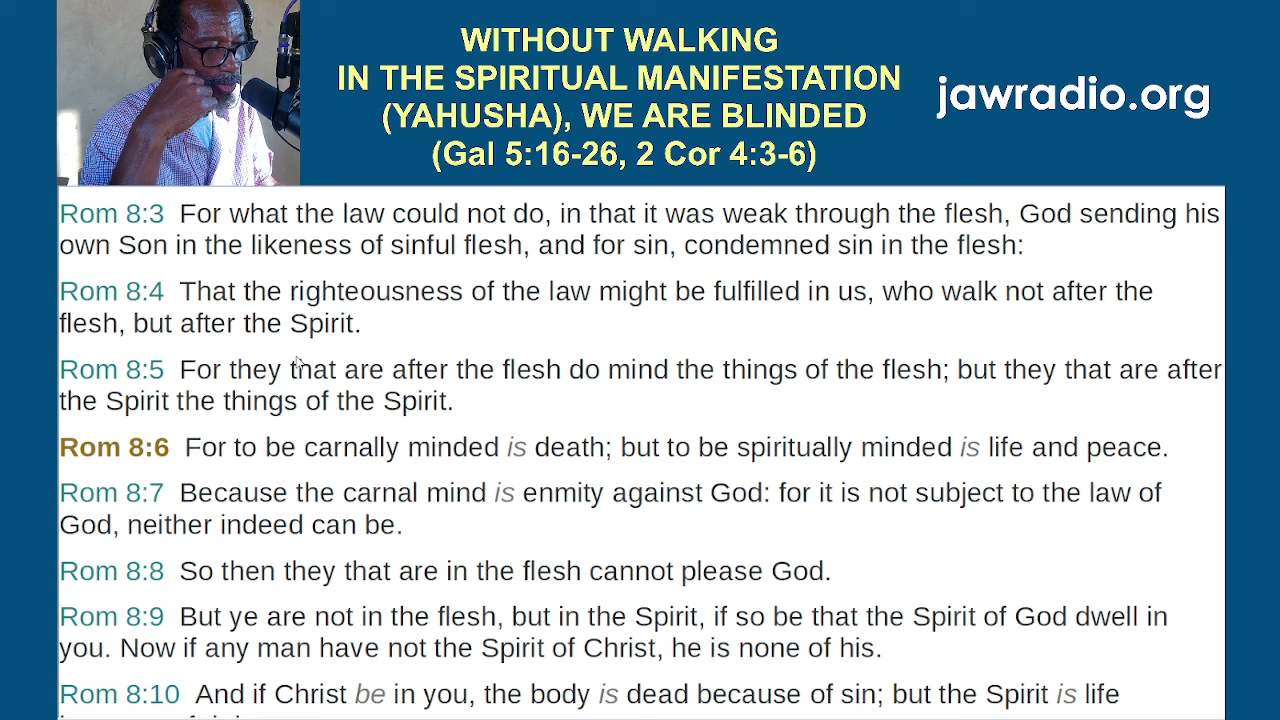 WITHOUT WALKING
IN THE SPIRITUAL MANIFESTATION
(YAHUSHA), WE ARE BLINDED
(Gal 5:16-26, 2 Cor 4:3-6)
jawradio.org
Rom 8:3 For what the law could not do, in that it was weak through the flesh, God sending his
own Son in the likeness of sinful flesh, and for sin, condemned sin in the flesh:
Rom 8:4 That the righteousness of the law might be fulfilled in us, who walk not after the
flesh, but after the Spirit.
Rom 8:5 For they that are after the flesh do mind the things of the flesh; but they that are after
the Spirit the things of the Spirit.
Rom 8:6 For to be carnally minded is death; but to be spiritually minded is life and peace.
Rom 8:7 Because the carnal mind is enmity against God: for it is not subject to the law of
God, neither indeed can be.
Rom 8:8 So then they that are in the flesh cannot please God.
Rom 8:9 But ye are not in the flesh, but in the Spirit, if so be that the Spirit of God dwell in
you. Now if any man have not the Spirit of Christ, he is none of his.
Rom 8:10 And if Christ be in you, the body is dead because of sin; but the Spirit is life